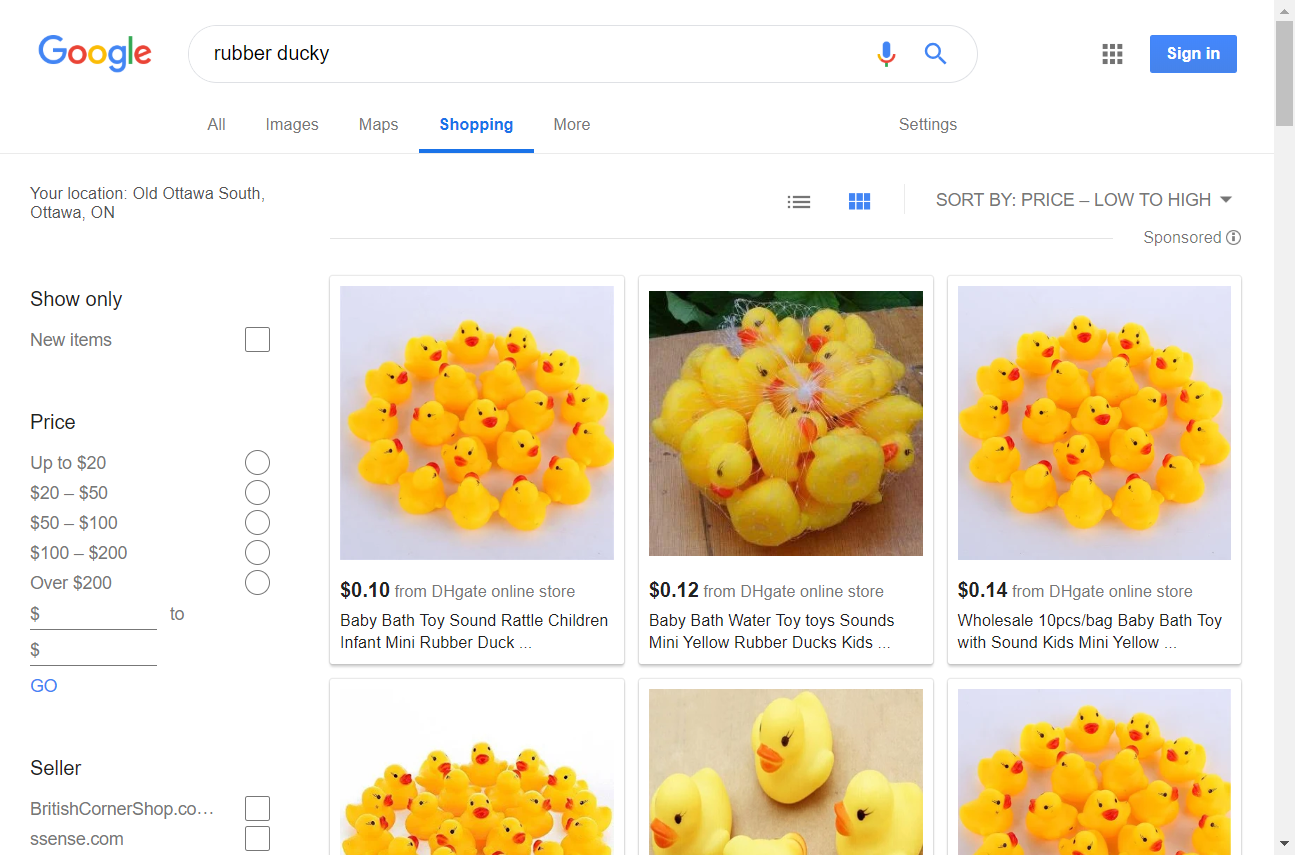 Google
rubber ducky
Sign in
All
Images
Maps
Shopping
More
Settings
Your location: Old Ottawa South,
Ottawa, ON
SORT BY: PRICE – LOW TO HIGH
Sponsored
Show only
New items
Price
Up to $20
$20 – $50
$50 – $100
$100 – $200
Over $200
$ to
$
GO
Seller
BritishCornerShop.co…
ssense.com
$0.10 from DHgate online store
Baby Bath Toy Sound Rattle Children
Infant Mini Rubber Duck ...
$0.12 from DHgate online store
Baby Bath Water Toy toys Sounds
Mini Yellow Rubber Ducks Kids ...
$0.14 from DHgate online store
Wholesale 10pcs/bag Baby Bath Toy
with Sound Kids Mini Yellow ...